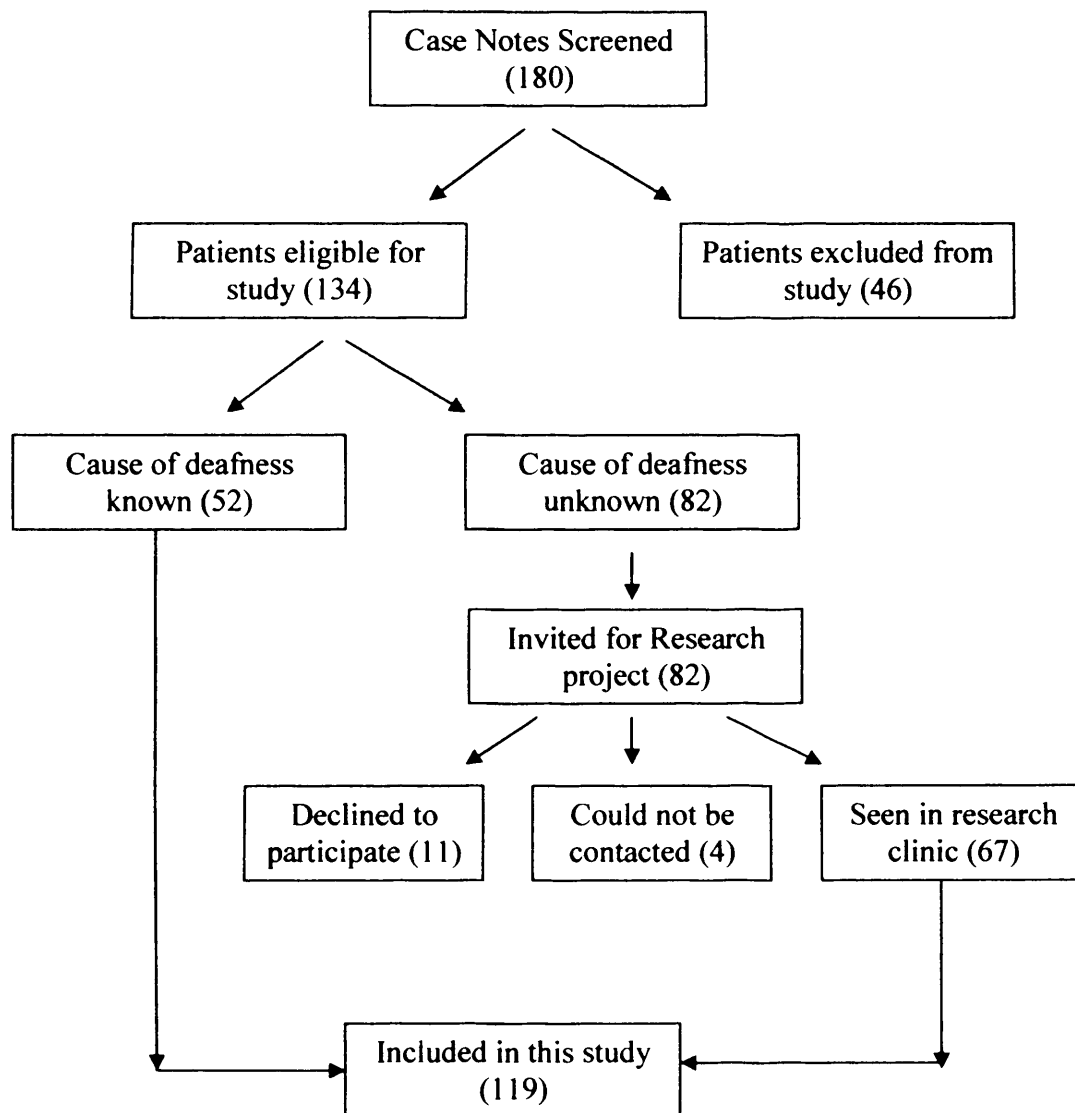 Case Notes Screened
(180)
Patients eligible for
study (134)
Patients excluded from
study (46)
Cause of deafness
known (52)
Cause of deafness
unknown (82)
Invited for Research
project (82)
Declined to
participate (11)
Could not be
contacted (4)
Seen in research
clinic (67)
Included in this study
(119)